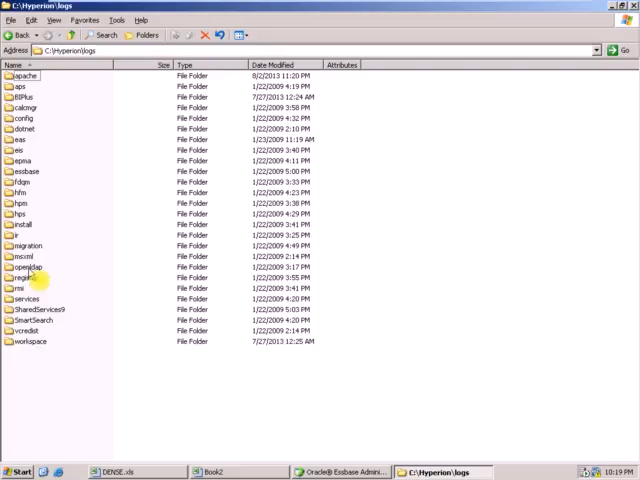 C:\Hyperion\logs
File Edit View Favorites Tools Help
Back Search Folders
Address C:\Hyperion\logs Go
Name Size Type Date Modified Attributes
apache File Folder 8/2/2013 11:20 PM
aps File Folder 1/22/2009 4:19 PM
BIPlus File Folder 7/27/2013 12:24 AM
calcmgr File Folder 1/22/2009 3:58 PM
config File Folder 1/22/2009 4:32 PM
dotnet File Folder 1/22/2009 2:10 PM
eas File Folder 1/23/2009 11:19 AM
eis File Folder 1/22/2009 3:40 PM
epma File Folder 1/22/2009 4:11 PM
essbase File Folder 1/22/2009 5:00 PM
fdqm File Folder 1/22/2009 3:33 PM
hfm File Folder 1/22/2009 4:23 PM
hpm File Folder 1/22/2009 3:38 PM
hps File Folder 1/22/2009 4:29 PM
install File Folder 1/22/2009 3:41 PM
ir File Folder 1/22/2009 3:25 PM
migration File Folder 1/22/2009 4:49 PM
msxml File Folder 1/22/2009 2:14 PM
openldap File Folder 1/22/2009 3:17 PM
File Folder 1/22/2009 3:55 PM
rmi File Folder 1/22/2009 3:41 PM
services File Folder 1/22/2009 4:20 PM
SharedServices9 File Folder 1/22/2009 5:03 PM
SmartSearch File Folder 1/22/2009 4:20 PM
vcredist File Folder 1/22/2009 2:14 PM
workspace File Folder 7/27/2013 12:25 AM
Start DENSE.xls Book2 Oracle® Essbase Admini... C:\Hyperion\logs 10:19 PM